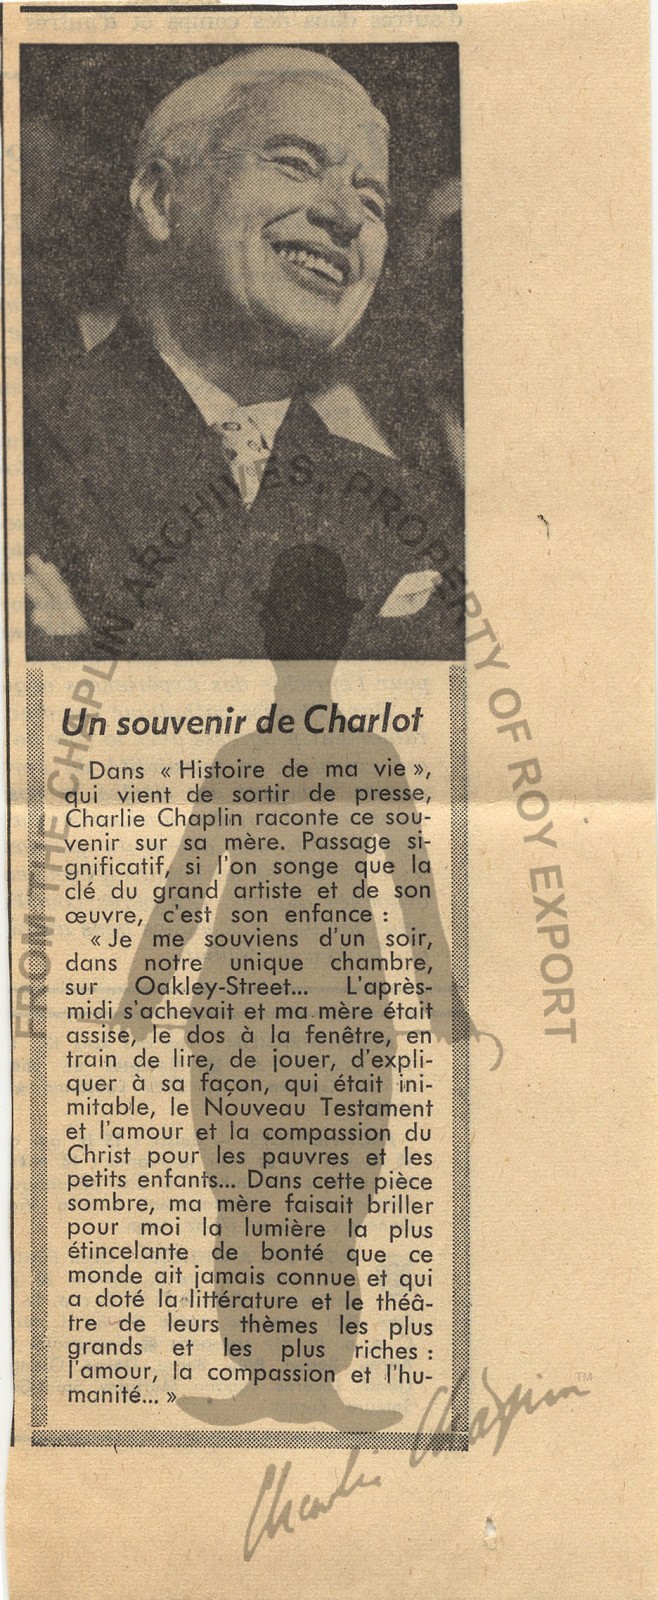 Un souvenir de Charlot
Dans « Histoire de ma vie »,
qui vient de sortir de presse,
Charlie Chaplin raconte ce sou-
venir sur sa mère. Passage si-
gnificatif, si l'on songe que la
clé du grand artiste et de son
œuvre, c'est son enfance :
« Je me souviens d'un soir,
dans notre unique chambre,
sur Oakley-Street... L'après-
midi s'achevait et ma mère était
assise, le dos à la fenêtre, en
train de lire, de jouer, d'expli-
quer à sa façon, qui était ini-
mitable, le Nouveau Testament
et l'amour et la compassion du
Christ pour les pauvres et les
petits enfants... Dans cette pièce
sombre, ma mère faisait briller
pour moi la lumière la plus
étincelante de bonté que ce
monde ait jamais connue et qui
a doté la littérature et le théâ-
tre de leurs thèmes les plus
grands et les plus riches :
l'amour, la compassion et l'hu-
manité... »
FROM THE CHAPLIN ARCHIVES, PROPERTY OF ROY EXPORT
Charlie Chaplin TM